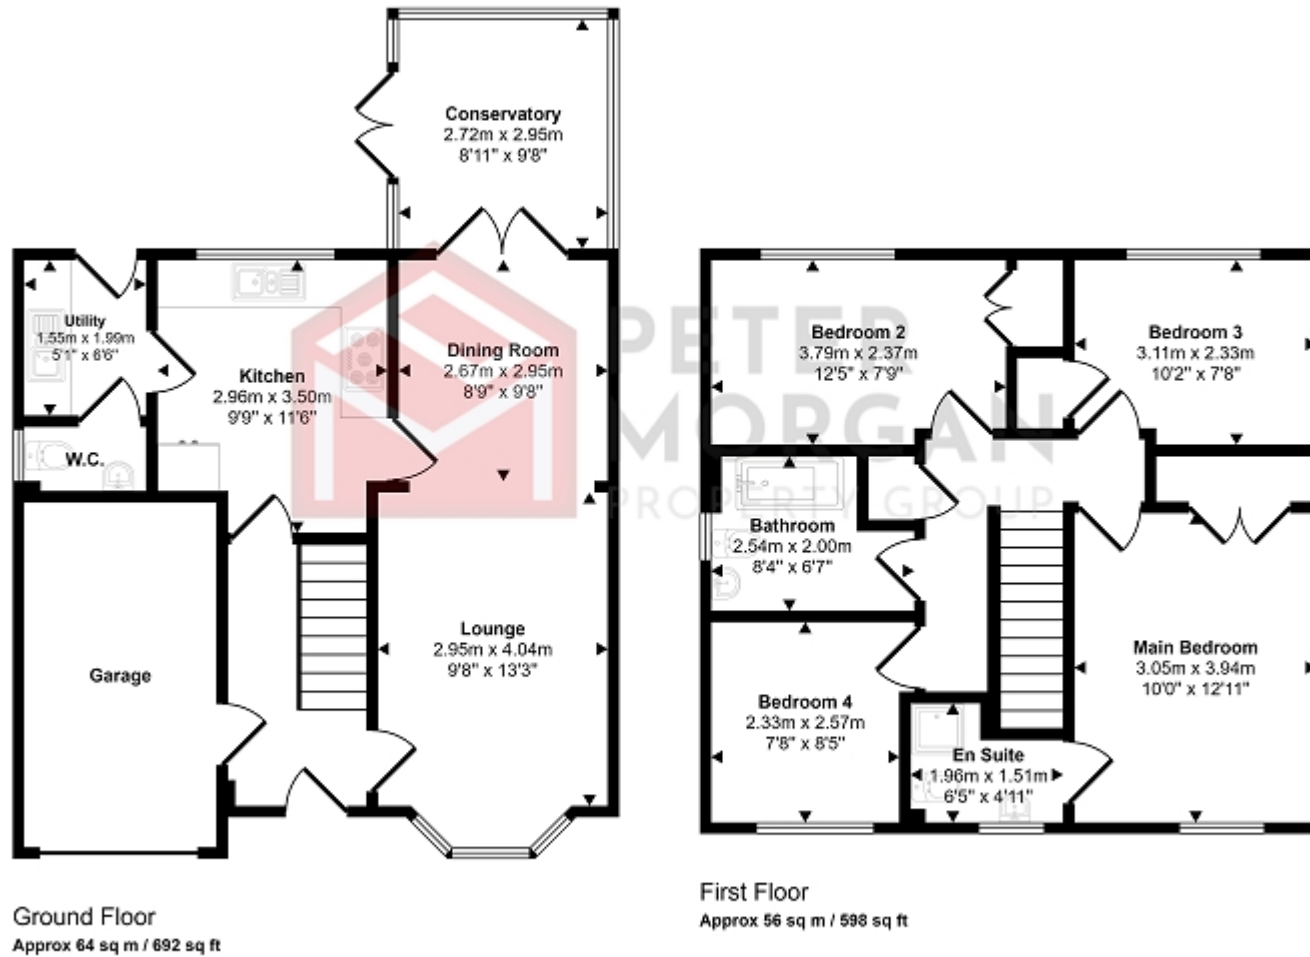 Conservatory
2.72m x 2.95m
8'11" x 9'8"
Utility
1.55m x 1.99m
5'1" x 6'6"
Kitchen
2.96m x 3.50m
9'9" x 11'6"
Dining Room
2.67m x 2.95m
8'9" x 9'8"
W.C.
Lounge
2.95m x 4.04m
9'8" x 13'3"
Garage
Ground Floor
Approx 64 sq m / 692 sq ft
PETER
MORGAN
PROPERTY GROUP
Bedroom 2
3.79m x 2.37m
12'5" x 7'9"
Bedroom 3
3.11m x 2.33m
10'2" x 7'8"
Bathroom
2.54m x 2.00m
8'4" x 6'7"
Main Bedroom
3.05m x 3.94m
10'0" x 12'11"
Bedroom 4
2.33m x 2.57m
7'8" x 8'5"
En Suite
1.96m x 1.51m
6'5" x 4'11"
First Floor
Approx 56 sq m / 598 sq ft